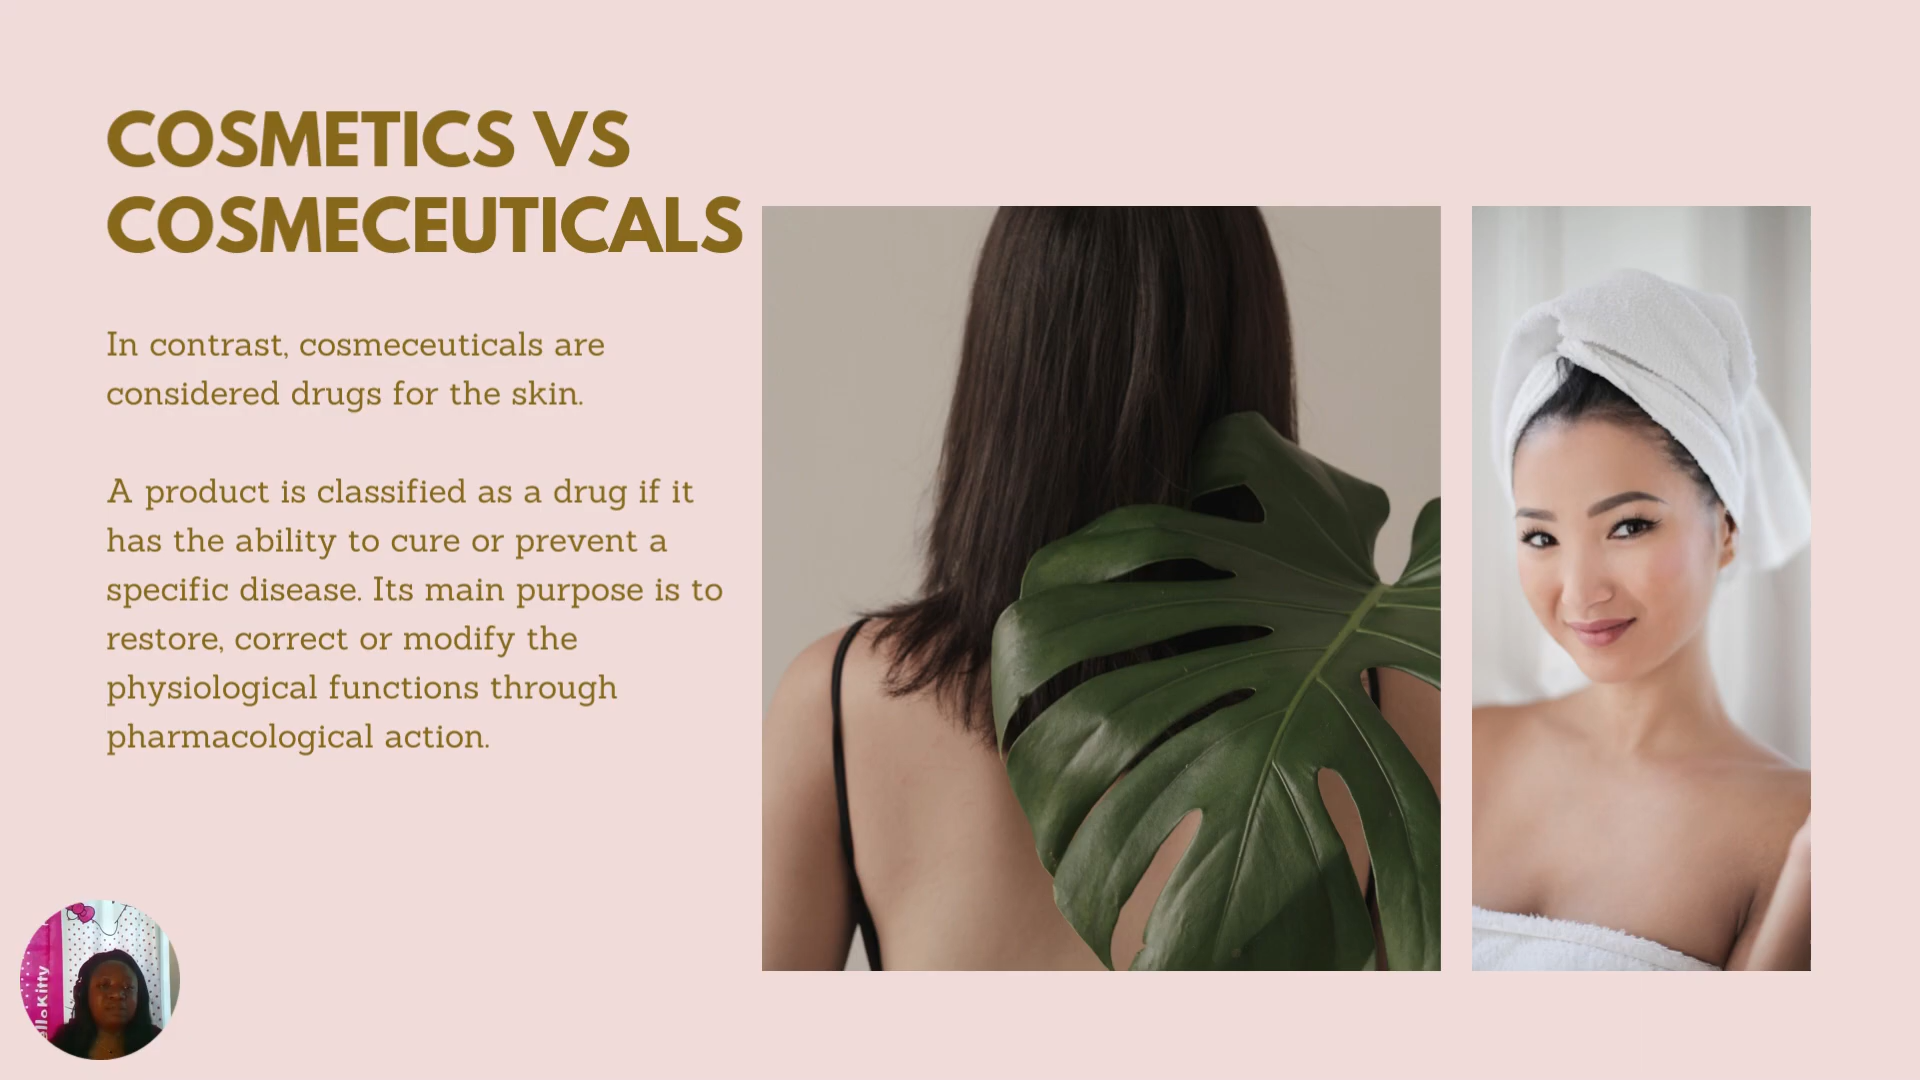 COSMETICS VS
COSMECEUTICALS
In contrast, cosmeceuticals are
considered drugs for the skin.
A product is classified as a drug if it
has the ability to cure or prevent a
specific disease. Its main purpose is to
restore, correct or modify the
physiological functions through
pharmacological action.
elloKitty